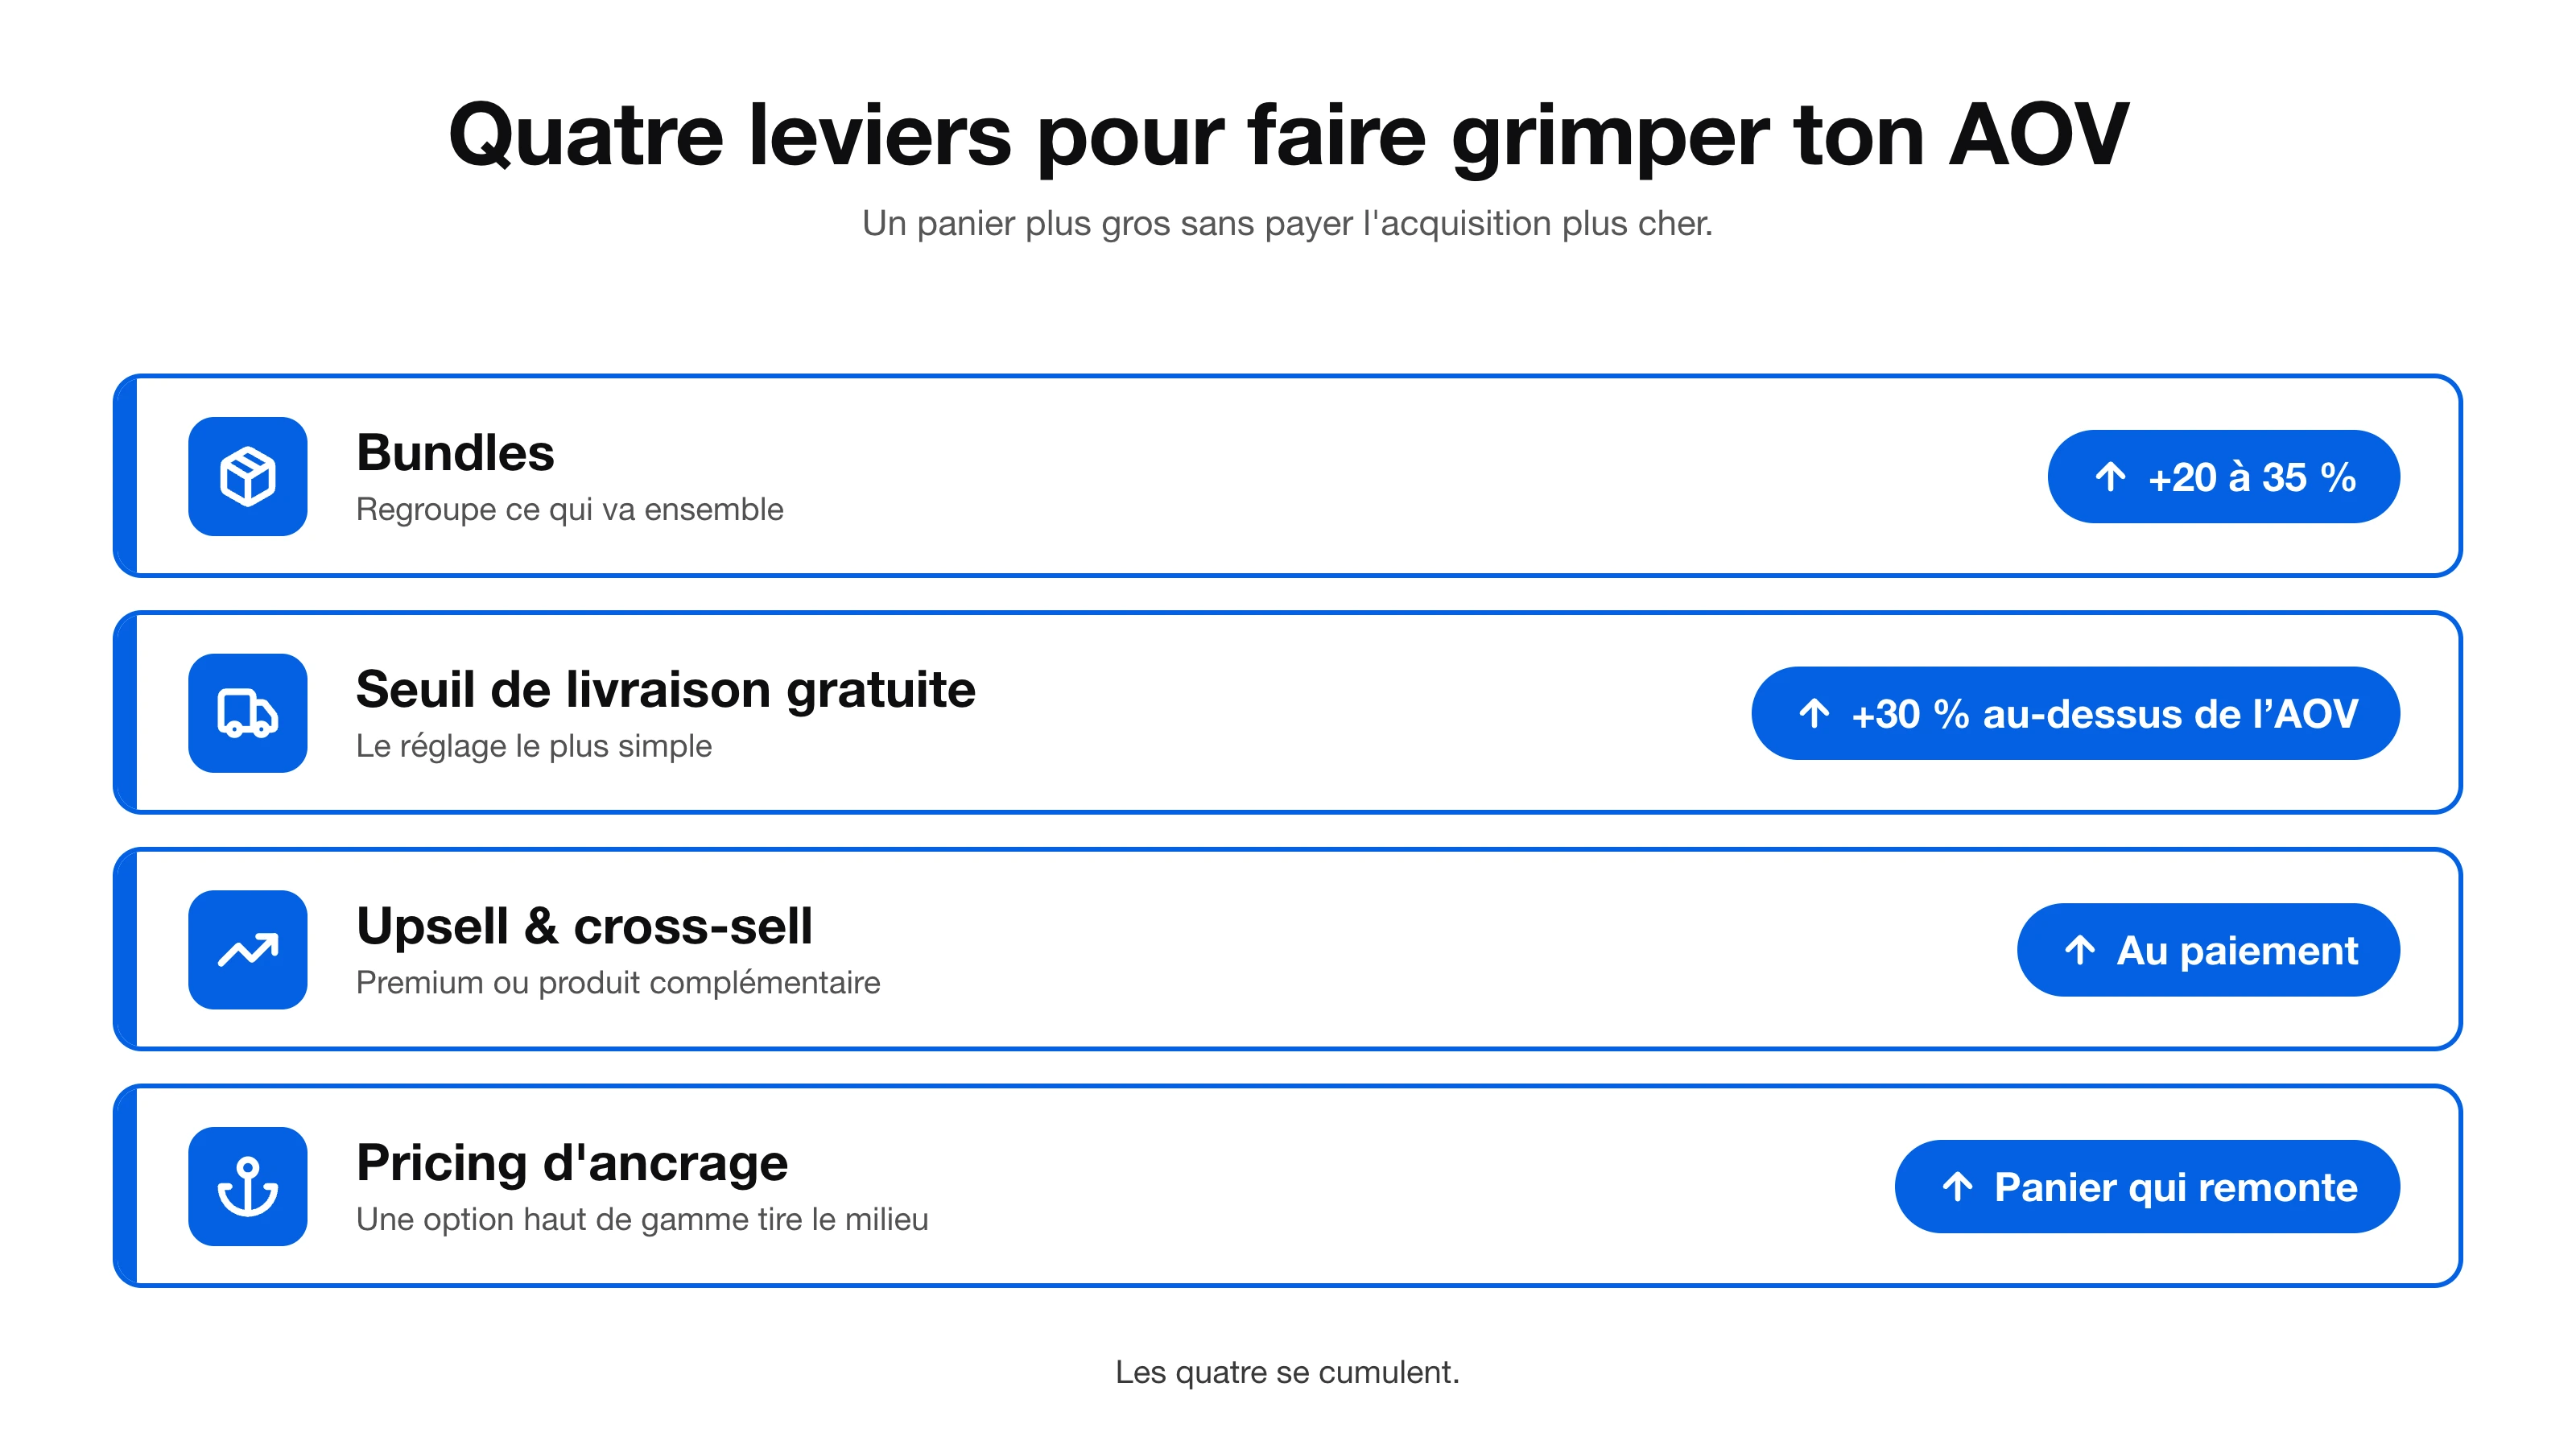 Quatre leviers pour faire grimper ton AOV
Un panier plus gros sans payer l'acquisition plus cher.
Bundles
Regroupe ce qui va ensemble
+20 à 35 %
Seuil de livraison gratuite
Le réglage le plus simple
+30 % au-dessus de l’AOV
Upsell & cross-sell
Premium ou produit complémentaire
Au paiement
Pricing d'ancrage
Une option haut de gamme tire le milieu
Panier qui remonte
Les quatre se cumulent.